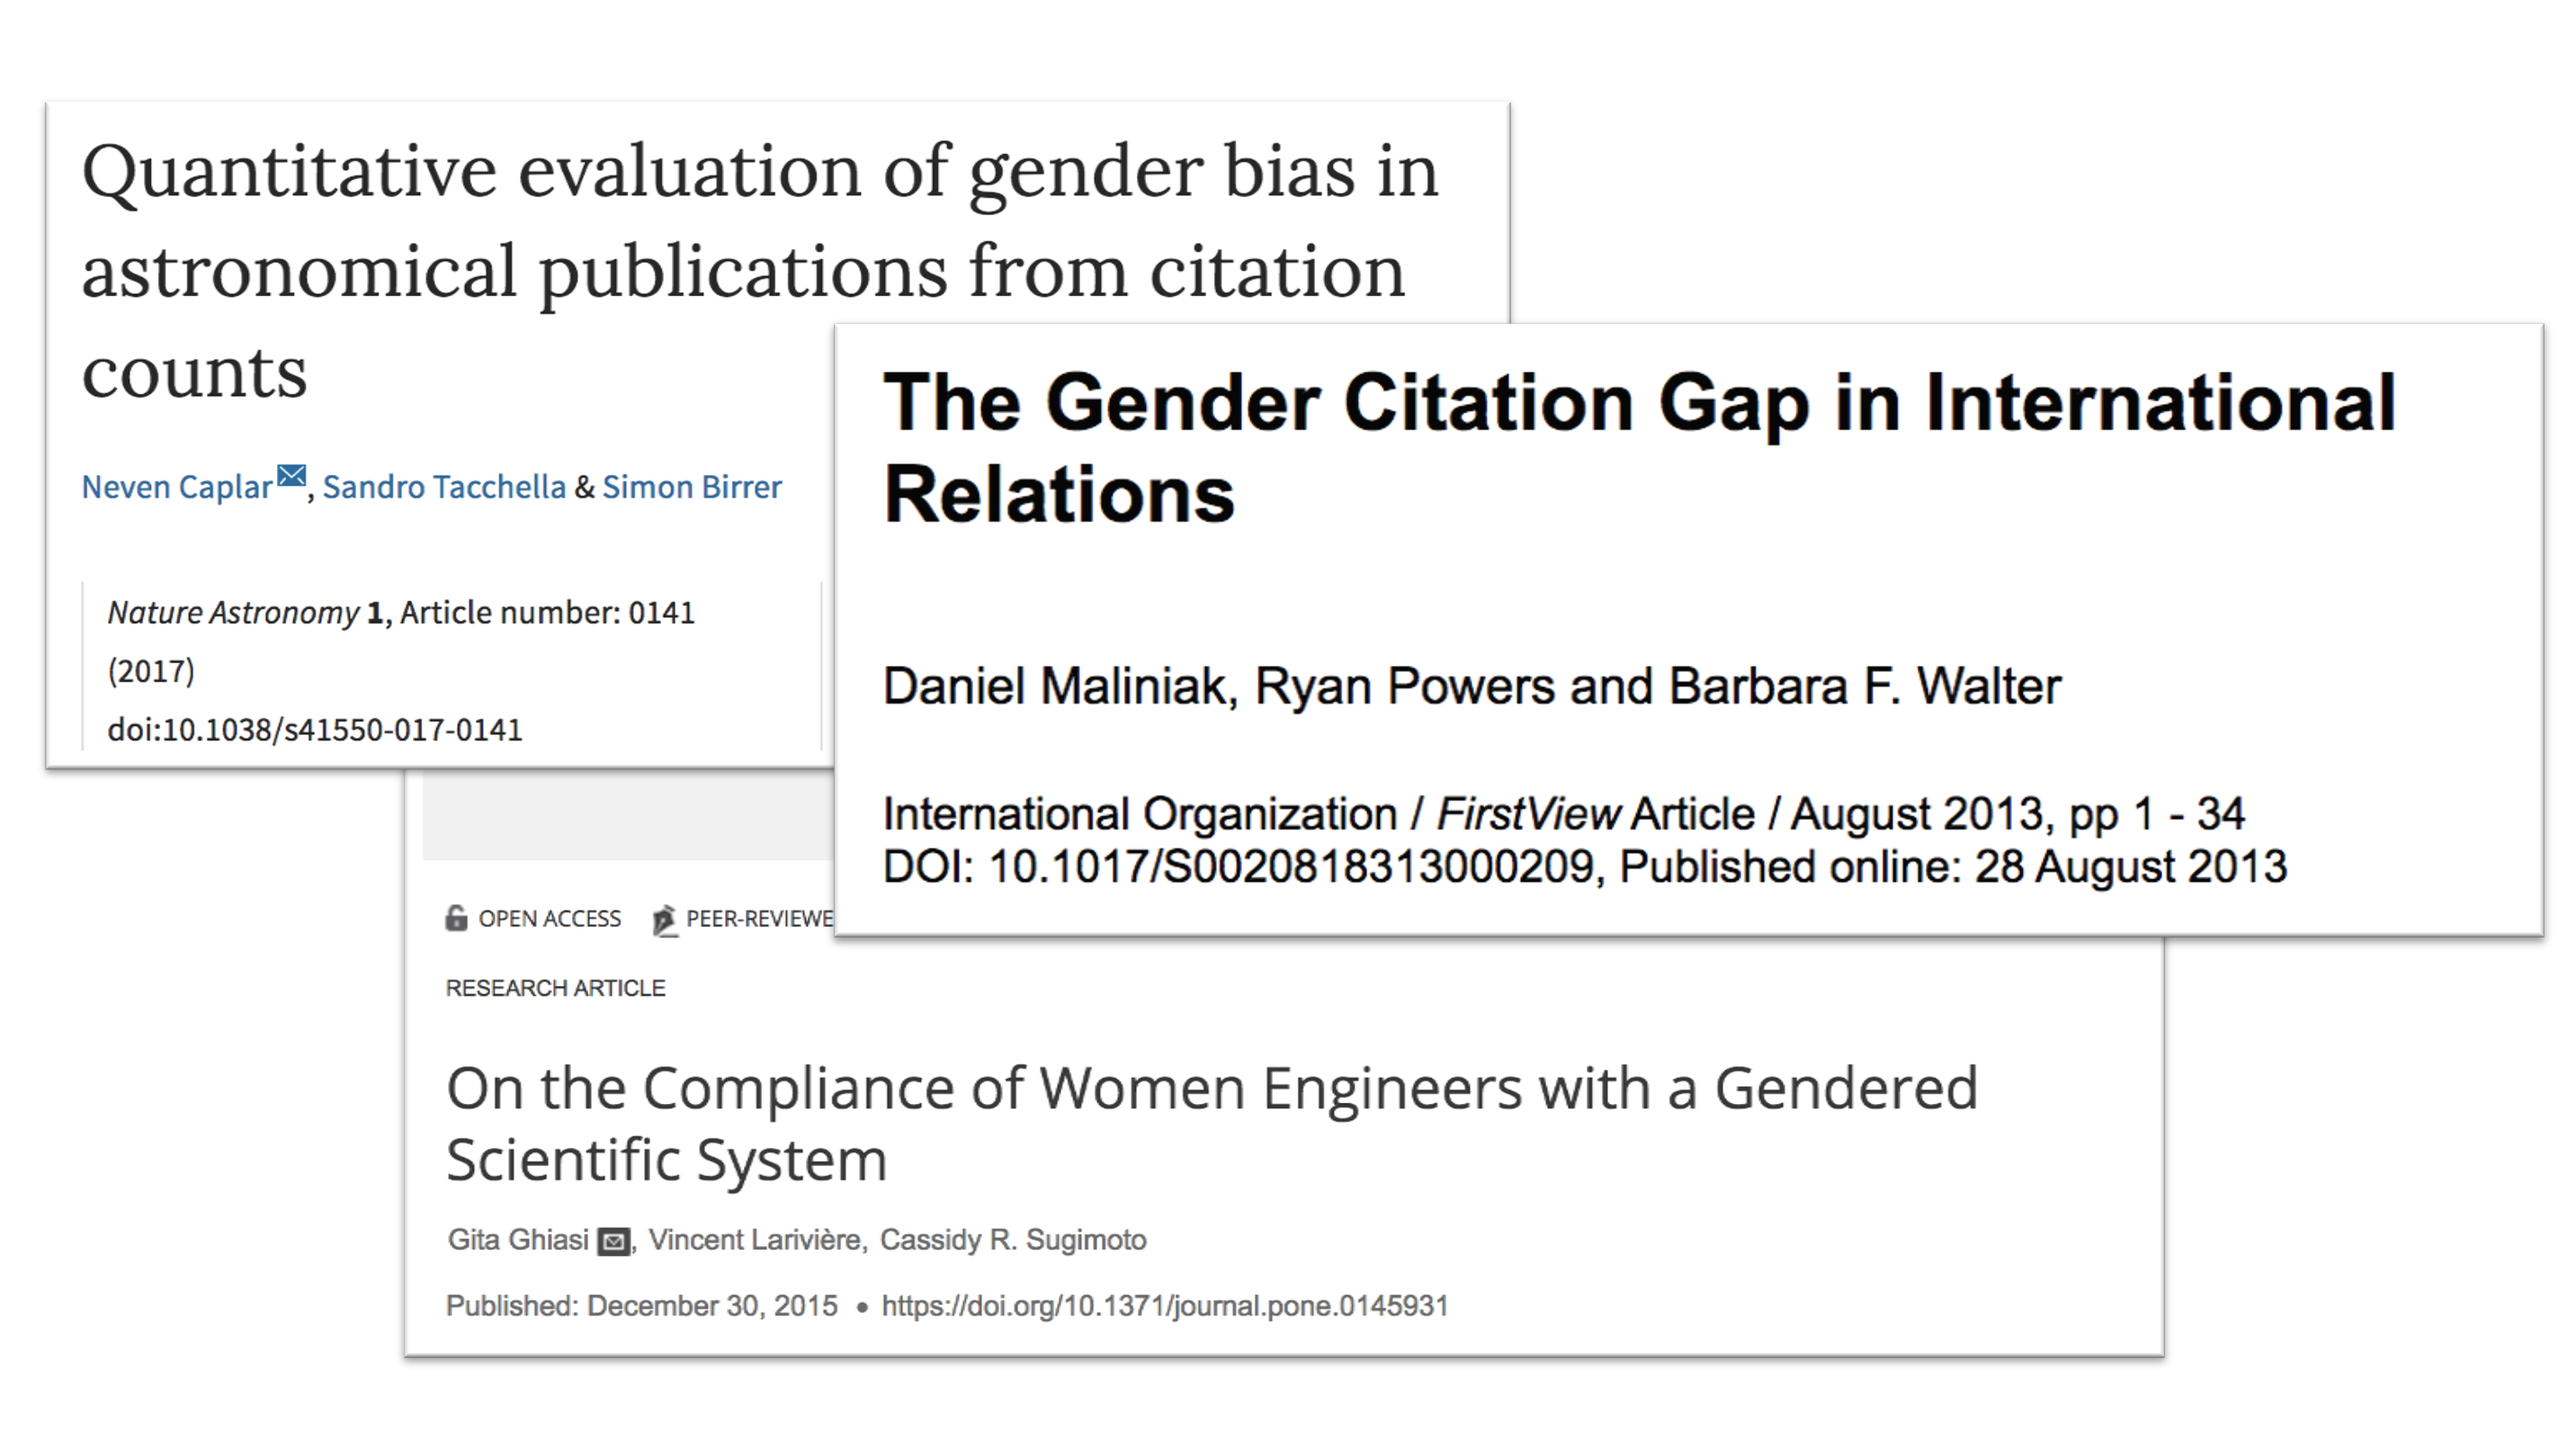 Quantitative evaluation of gender bias in
astronomical publications from citation
counts
Neven Caplar, Sandro Tacchella & Simon Birrer
Nature Astronomy 1, Article number: 0141
(2017)
doi:10.1038/s41550-017-0141
The Gender Citation Gap in International
Relations
Daniel Maliniak, Ryan Powers and Barbara F. Walter
International Organization / FirstView Article / August 2013, pp 1 - 34
DOI: 10.1017/S0020818313000209, Published online: 28 August 2013
OPEN ACCESS PEER-REVIEWE
RESEARCH ARTICLE
On the Compliance of Women Engineers with a Gendered
Scientific System
Gita Ghiasi, Vincent Larivière, Cassidy R. Sugimoto
Published: December 30, 2015 • https://doi.org/10.1371/journal.pone.0145931